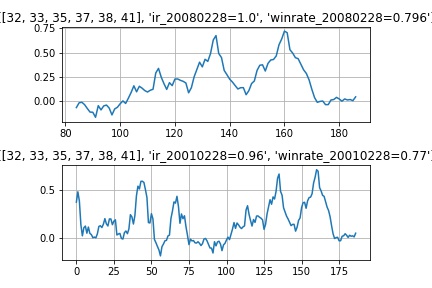 [[32, 33, 35, 37, 38, 41], 'ir_20080228=1.0', 'winrate_20080228=0.796']
0.75
0.50
0.25
0.00
80 100 120 140 160 180
[[32, 33, 35, 37, 38, 41], 'ir_20010228=0.96', 'winrate_20010228=0.77']
0.5
0.0
0 25 50 75 100 125 150 175